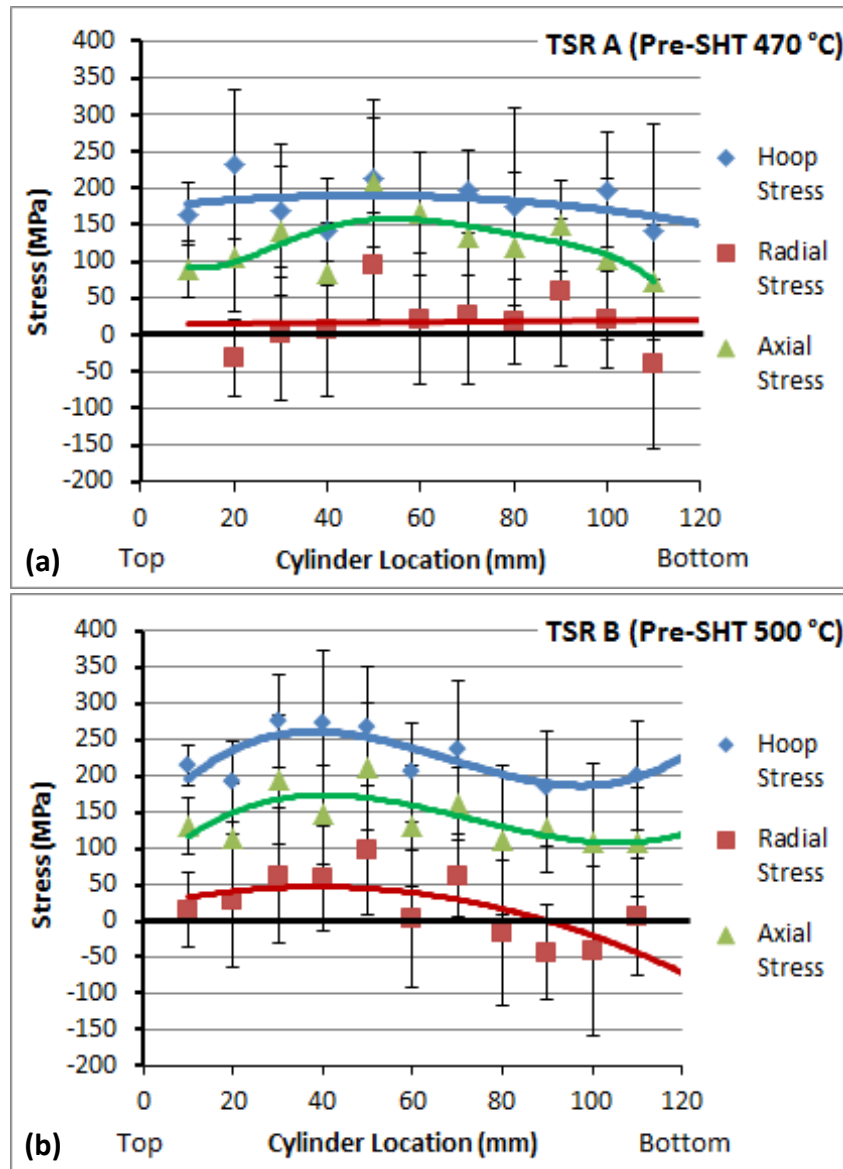 TSR A (Pre-SHT 470 °C)
400
350
300
250
200
150
100
50
0
-50
-100
-150
-200
Stress (MPa)
Hoop
Stress
Radial
Stress
Axial
Stress
0 20 40 60 80 100 120
(a) Top Cylinder Location (mm) Bottom
TSR B (Pre-SHT 500 °C)
400
350
300
250
200
150
100
50
0
-50
-100
-150
-200
Stress (MPa)
Hoop
Stress
Radial
Stress
Axial
Stress
0 20 40 60 80 100 120
(b) Top Cylinder Location (mm) Bottom